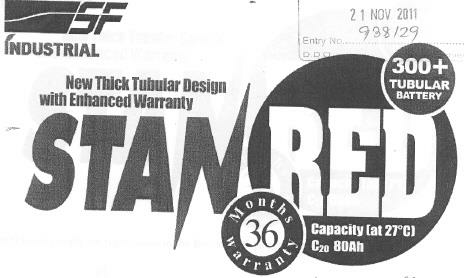 SF
INDUSTRIAL
21 NOV 2011
Entry No. 938/29
D.D.O.
300+
TUBULAR
BATTERY
New Thick Tubular Design
with Enhanced Warranty
STAN RED
Months
36
warranty
Capacity (at 27°C)
C20 80Ah